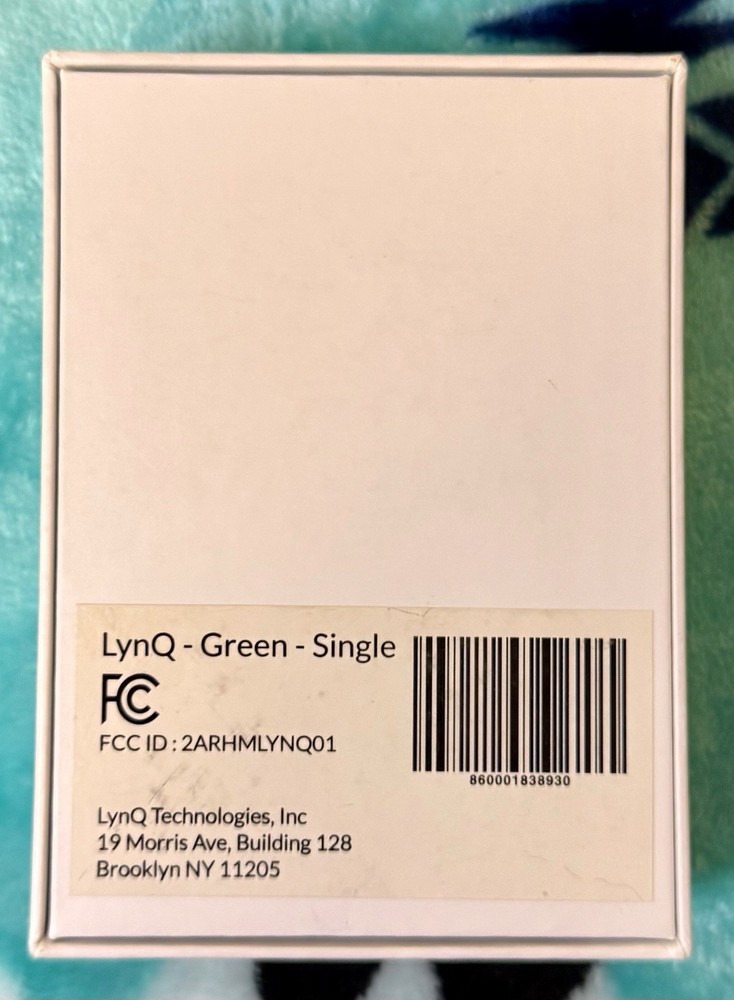 LynQ - Green - Single
FC
FCC ID : 2ARHMLYNQ01
860001838930
LynQ Technologies, Inc
19 Morris Ave, Building 128
Brooklyn NY 11205